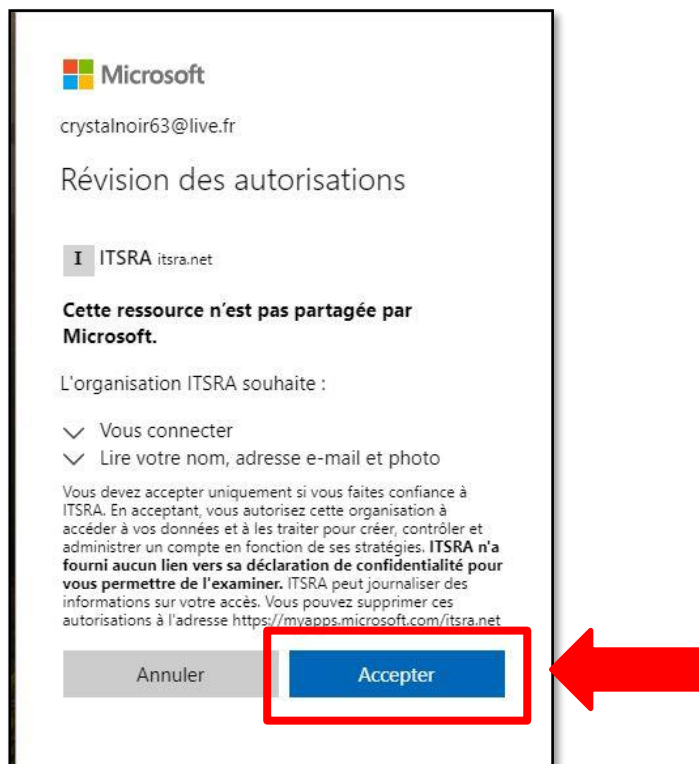 Microsoft
crystalnoir63@live.fr
Révision des autorisations
I ITSRA itsra.net
Cette ressource n’est pas partagée par
Microsoft.
L'organisation ITSRA souhaite :
Vous connecter
Lire votre nom, adresse e-mail et photo
Vous devez accepter uniquement si vous faites confiance à
ITSRA. En acceptant, vous autorisez cette organisation à
accéder à vos données et à les traiter pour créer, contrôler et
administrer un compte en fonction de ses stratégies. ITSRA n'a
fourni aucun lien vers sa déclaration de confidentialité pour
vous permettre de l'examiner. ITSRA peut journaliser des
informations sur votre accès. Vous pouvez supprimer ces
autorisations à l'adresse https://myapps.microsoft.com/itsra.net
Annuler Accepter